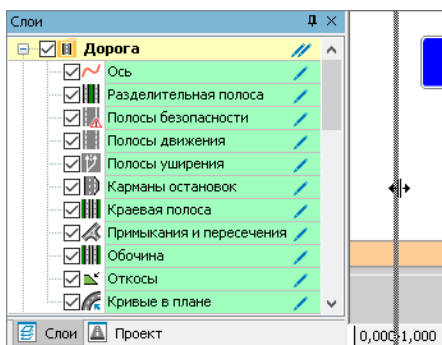 Слои
Дорога
Ось
Разделительная полоса
Полосы безопасности
Полосы движения
Полосы уширения
Карманы остановок
Краевая полоса
Примыкания и пересечения
Обочина
Откосы
Кривые в плане
Слои Проект
0,000-1,000